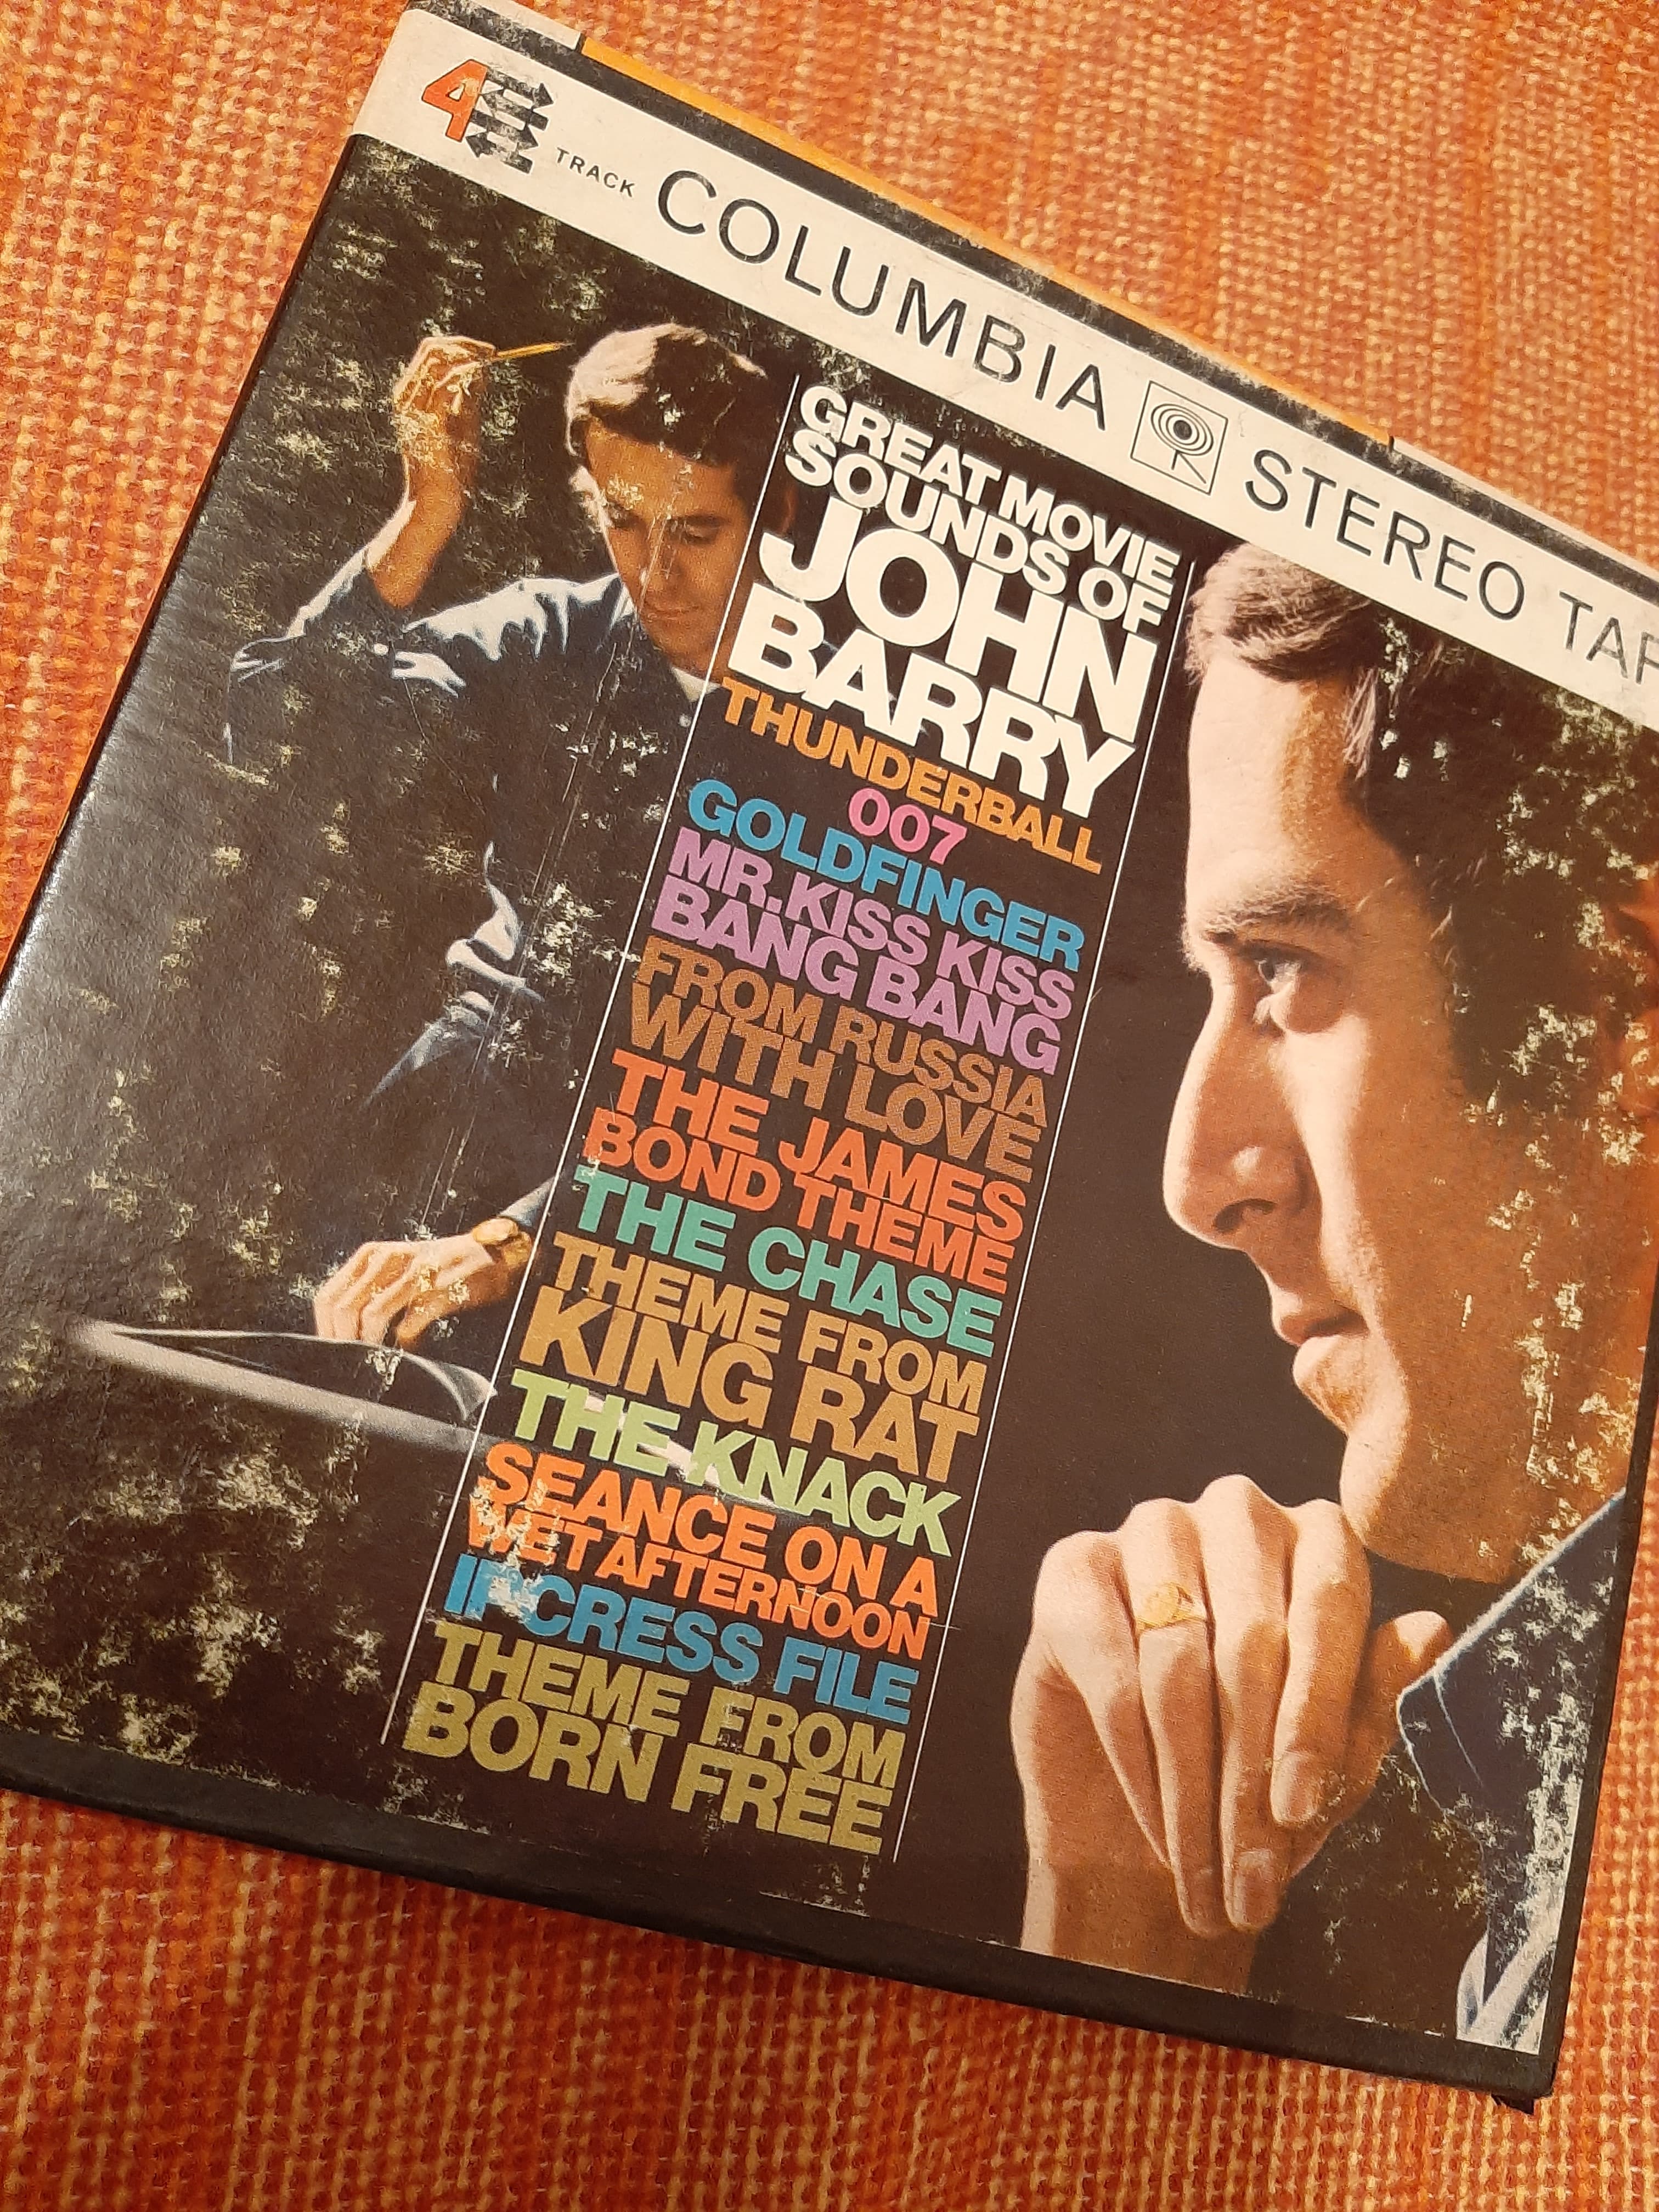 4 TRACK COLUMBIA STEREO TAP
GREAT MOVIE
SOUNDS OF
JOHN
BARRY
THUNDERBALL
007
GOLDFINGER
MR. KISS KISS
BANG BANG
FROM RUSSIA
WITH LOVE
THE JAMES
BOND THEME
THE CHASE
THEME FROM
KING RAT
THE KNACK
SEANCE ON A
WET AFTERNOON
IPCRESS FILE
THEME FROM
BORN FREE